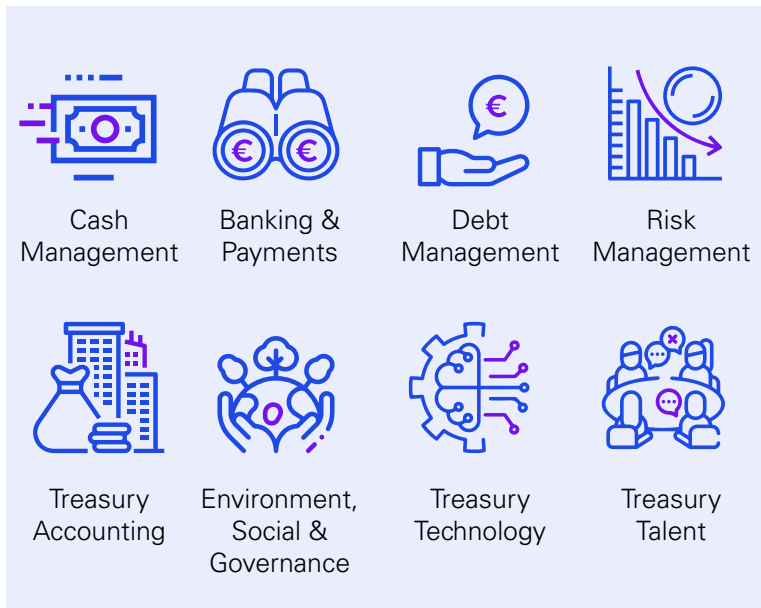 € €
€
Cash
Management
Banking &
Payments
Debt
Management
Risk
Management
Treasury
Accounting
Environment,
Social &
Governance
Treasury
Technology
Treasury
Talent